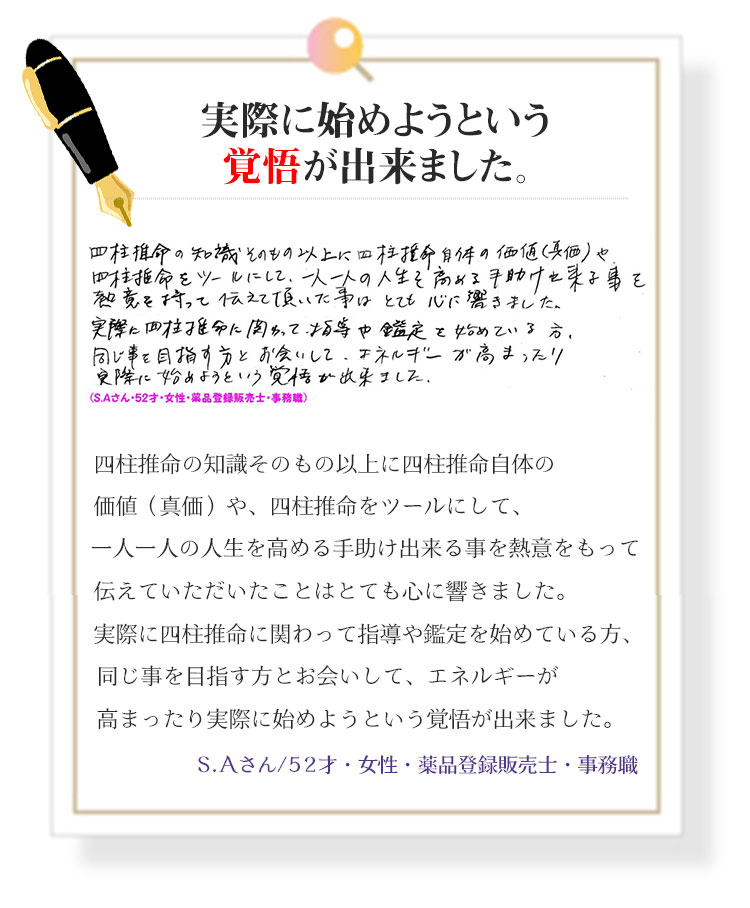 実際に始めようという
覚悟が出来ました。
四柱推命の知識そのもの以上に四柱推命自体の価値(真価)や
四柱推命をツールにして、一人一人の人生を高める手助け出来る事を
熱意を持って伝えて頂いた事はとても心に響きました。
実際に四柱推命に関わって指導や鑑定を始めている方、
同じ事を目指す方とお会いして、エネルギーが高まったり
実際に始めようという覚悟が出来ました。
(S.Aさん・52才・女性・薬品登録販売士・事務職)
四柱推命の知識そのもの以上に四柱推命自体の
価値(真価)や、四柱推命をツールにして、
一人一人の人生を高める手助け出来る事を熱意をもって
伝えていただいたことはとても心に響きました。
実際に四柱推命に関わって指導や鑑定を始めている方、
同じ事を目指す方とお会いして、エネルギーが
高まったり実際に始めようという覚悟が出来ました。
S.Aさん/52才・女性・薬品登録販売士・事務職